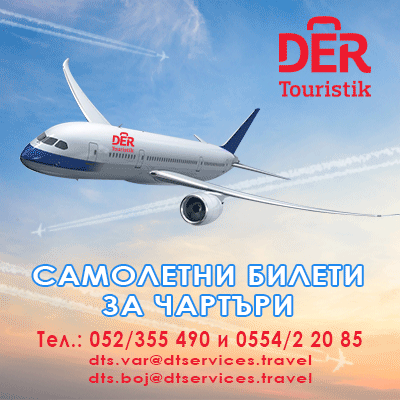 DER
Touristik
DER
Touristik
САМОЛЕТНИ БИЛЕТИ
ЗА ЧАРТЪРИ
Тел.: 052/355 490 и 0554/2 20 85
dts.var@dtservices.travel
dts.boj@dtservices.travel